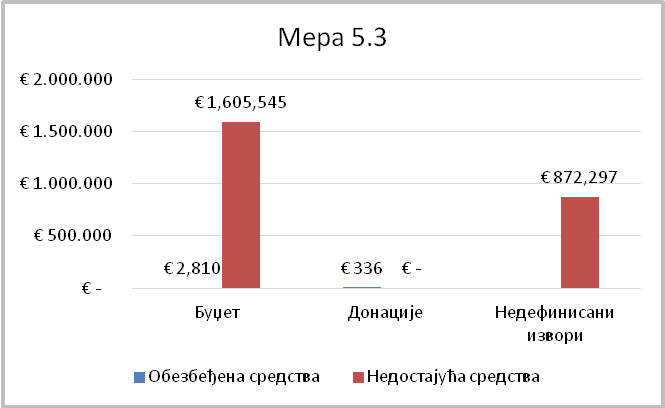 Мера 5.3
€ 2.000.000
€ 1,605,545
€ 1.500.000
€ 1.000.000
€ 872,297
€ 500.000
€ 2,810
€ 336
€ -
€ -
Буџет
Донације
Недефинисани
извори
Обезбеђена средства
Недостајућа средства